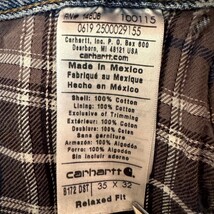 RN# 14806 100115
0619 2500029155
Carhartt, Inc. P.O. Box 600
Dearborn, MI 48121 USA
carhartt.com
Made in Mexico
Fabriqué au Mexique
Hecho en México
Shell: 100% Cotton
Lining: 100% Cotton
Exclusive of Trimming
Extérieur: 100% Coton
Doublure: 100% Coton
Sans garniture
Armazón: 100% Algodón
Forro: 100% Algodón
Sin incluir adorno
carhartt
B172 DST 35 X 32
Relaxed Fit